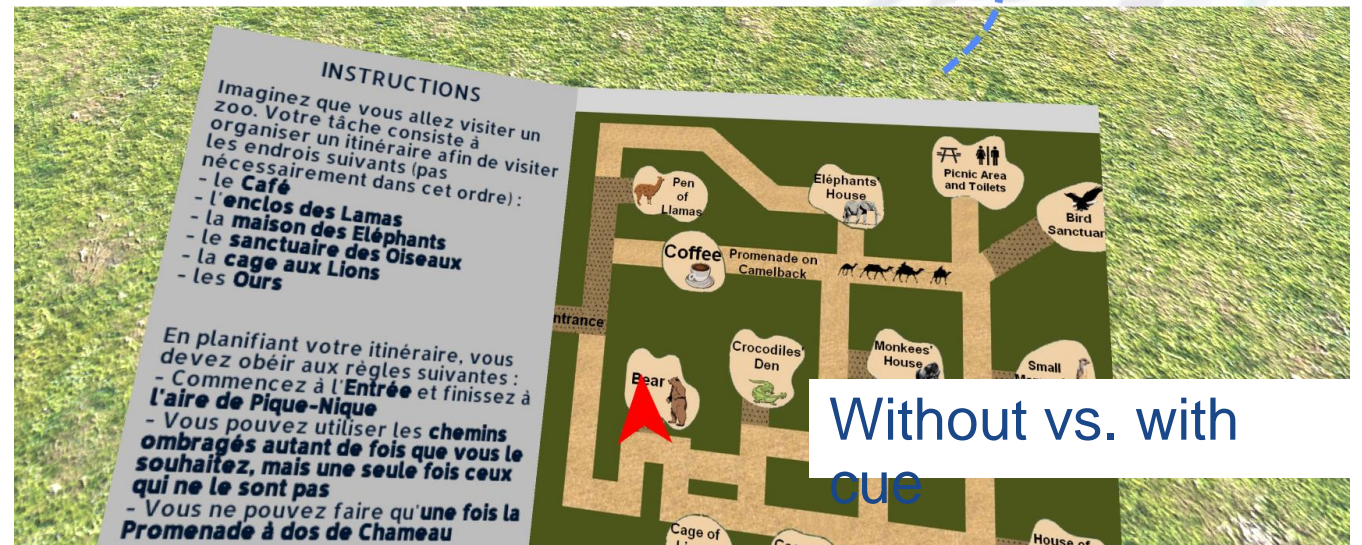 INSTRUCTIONS
Imaginez que vous allez visiter un
zoo. Votre tâche consiste à
organiser un itinéraire afin de visiter
les endrois suivants (pas
nécessairement dans cet ordre) :
- le Café
- l'enclos des Lamas
- la maison des Eléphants
- le sanctuaire des Oiseaux
- la cage aux Lions
- les Ours
En planifiant votre itinéraire, vous
devez obéir aux règles suivantes :
- Commencez à l'Entrée et finissez à
l'aire de Pique-Nique
- Vous pouvez utiliser les chemins
ombragés autant de fois que vous le
souhaitez, mais une seule fois ceux
qui ne le sont pas
- Vous ne pouvez faire qu'une fois la
Promenade à dos de Chameau
Pen
of
Llamas
Eléphants'
House
Picnic Area
and Toilets
Bird
Sanctuar
Coffee
Promenade on
Camelback
ntrance
Bear
Crocodiles'
Den
Monkees'
House
Small
Cage of
House of
Without vs. with
cue